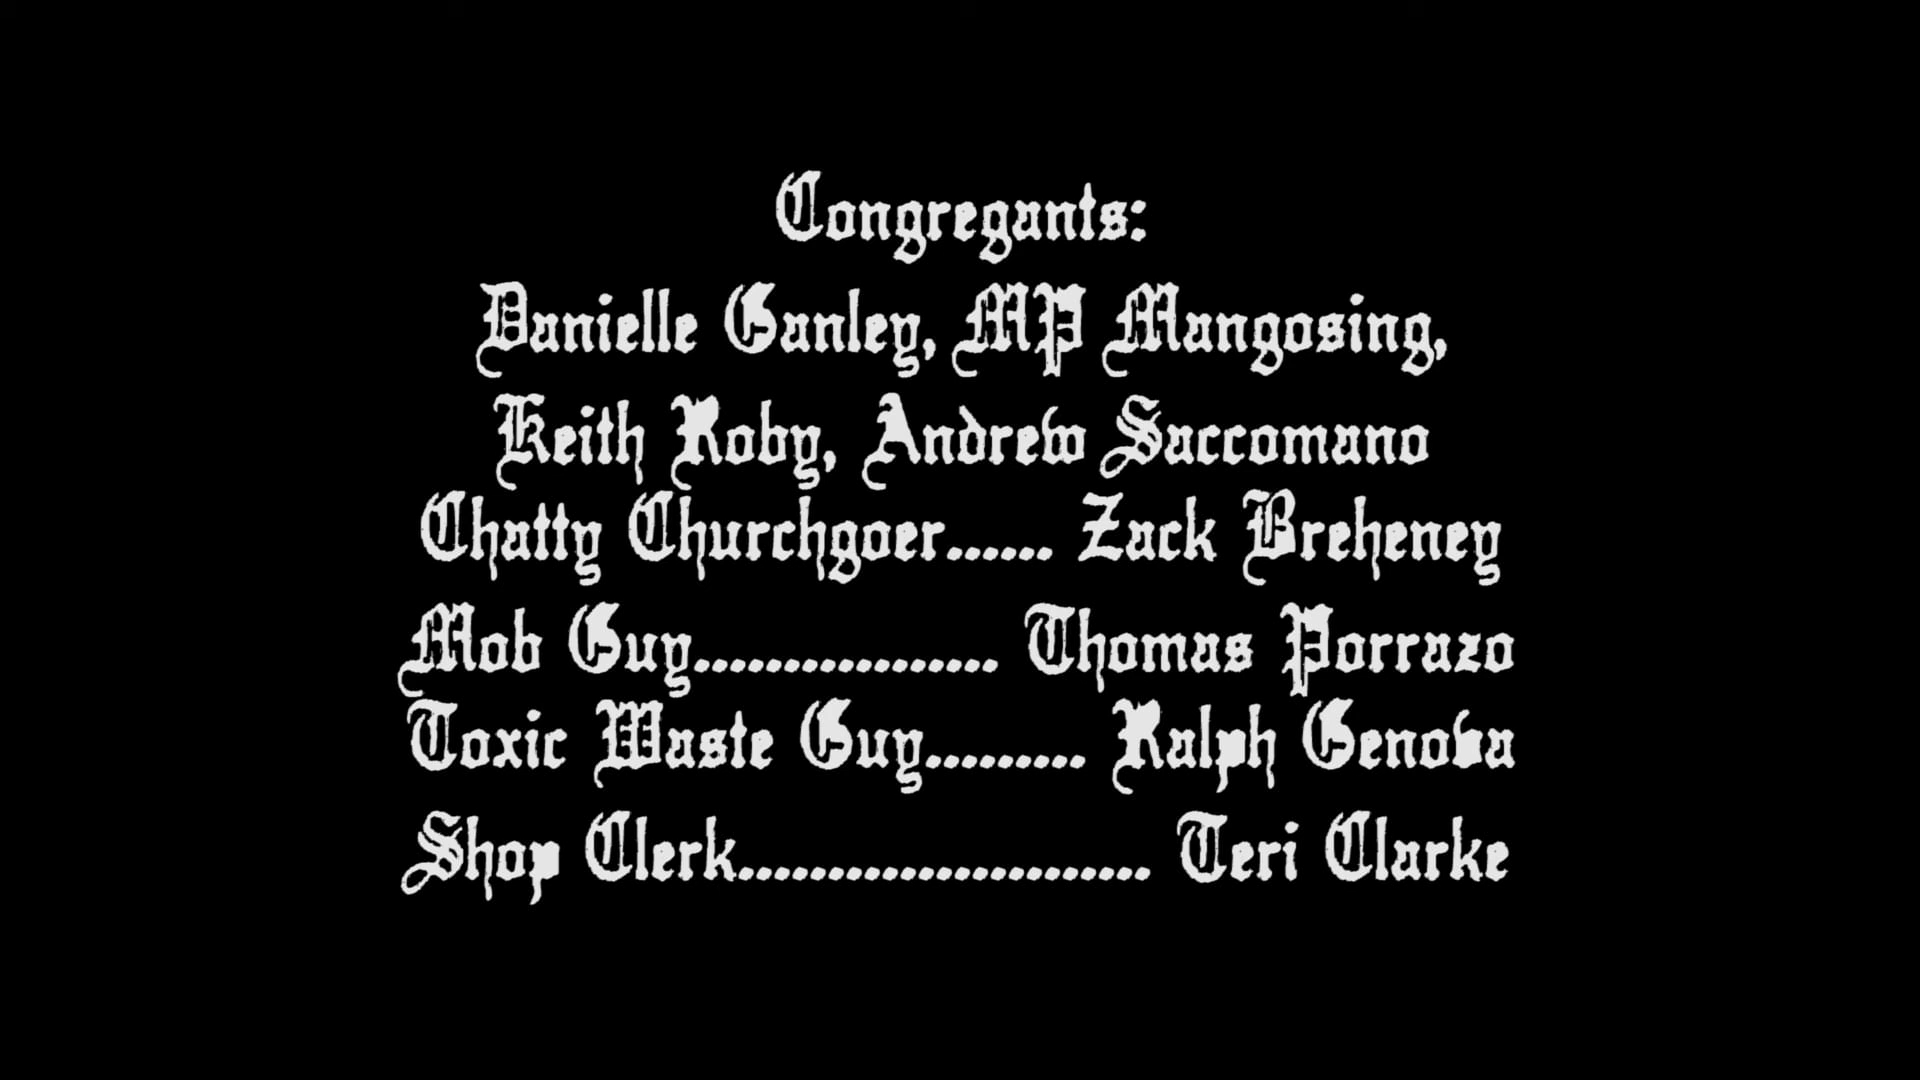 Congregants:
Danielle Ganley, MP Mangosing,
Keith Roby, Andrew Saccomano
Chatty Churchgoer...... Zack Breheney
Mob Guy................. Thomas Porrazo
Toxic Waste Guy......... Ralph Genova
Shop Clerk....................... Teri Clarke